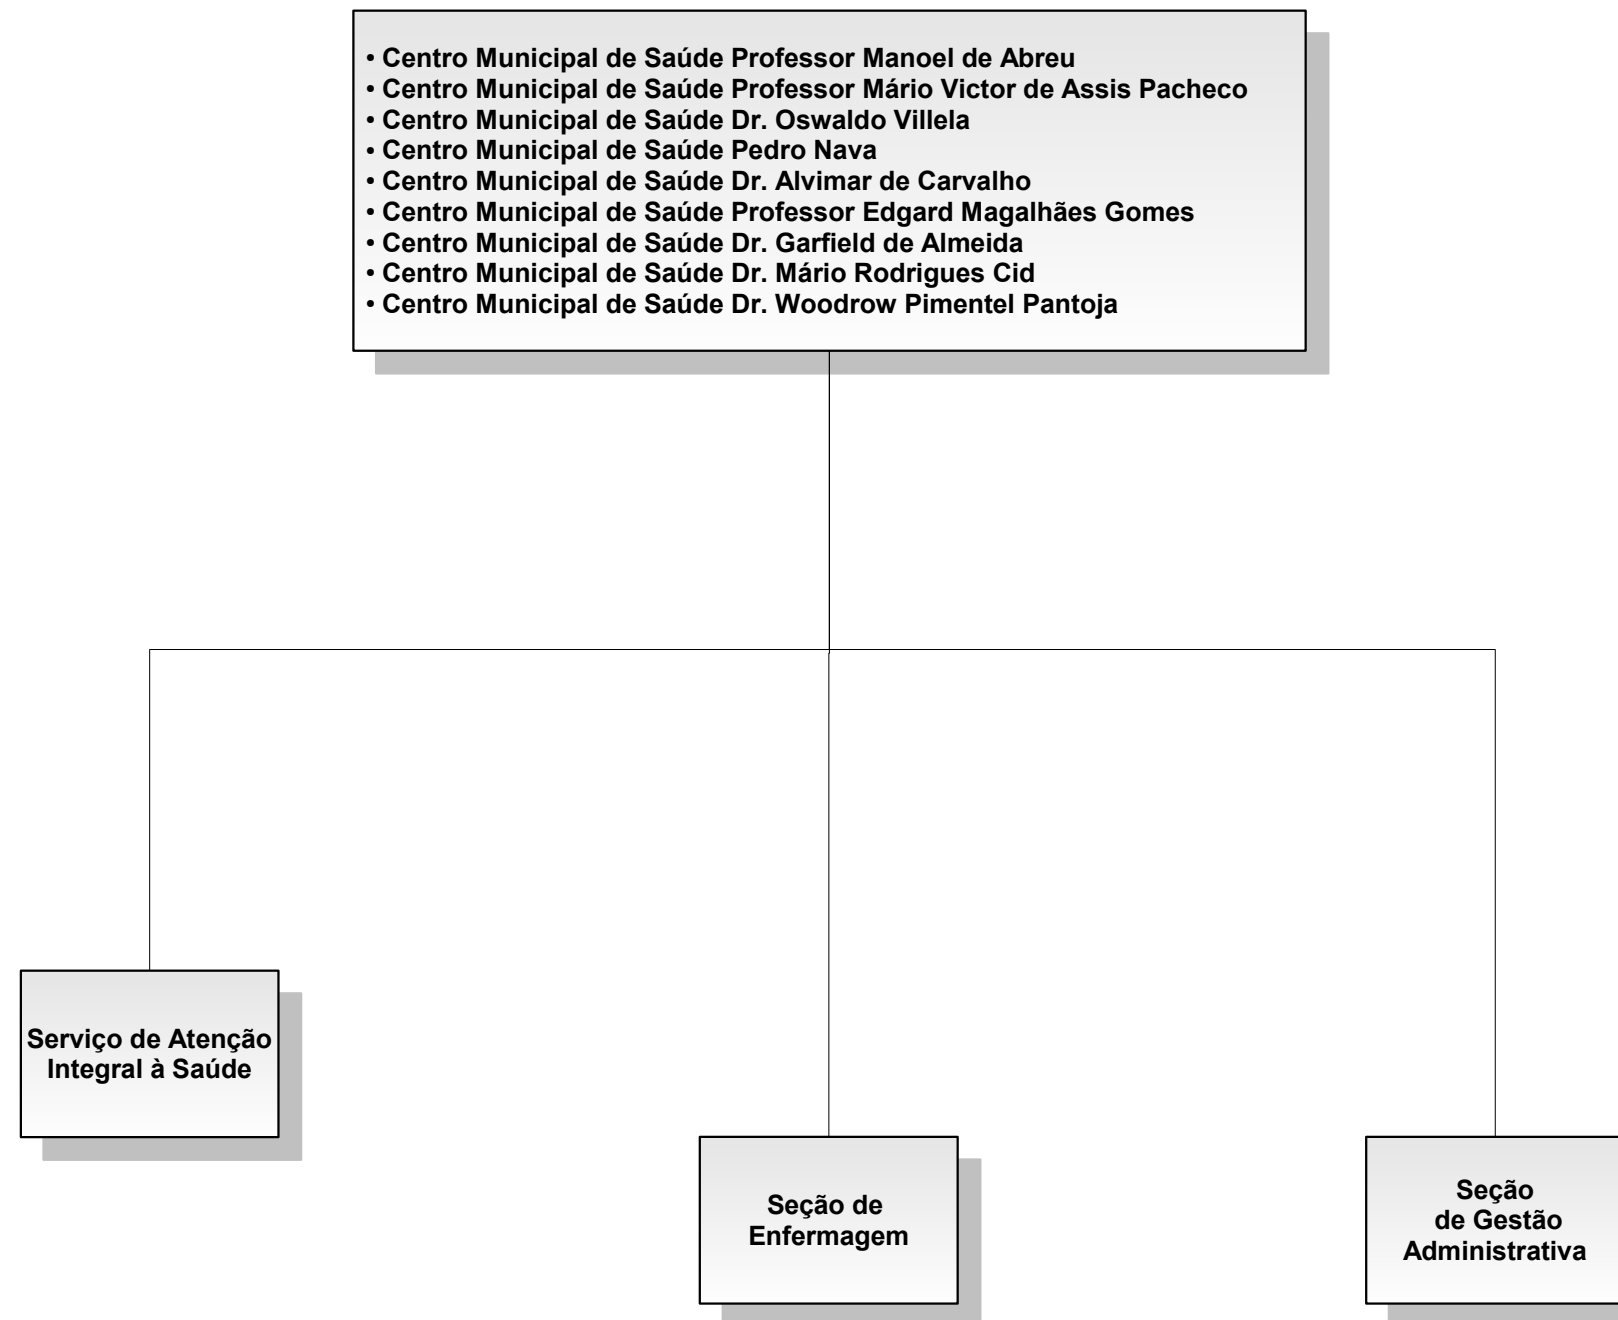 • Centro Municipal de Saúde Professor Manoel de Abreu
• Centro Municipal de Saúde Professor Mário Victor de Assis Pacheco
• Centro Municipal de Saúde Dr. Oswaldo Villela
• Centro Municipal de Saúde Pedro Nava
• Centro Municipal de Saúde Dr. Alvimar de Carvalho
• Centro Municipal de Saúde Professor Edgard Magalhães Gomes
• Centro Municipal de Saúde Dr. Garfield de Almeida
• Centro Municipal de Saúde Dr. Mário Rodrigues Cid
• Centro Municipal de Saúde Dr. Woodrow Pimentel Pantoja
Serviço de Atenção
Integral à Saúde
Seção de
Enfermagem
Seção
de Gestão
Administrativa